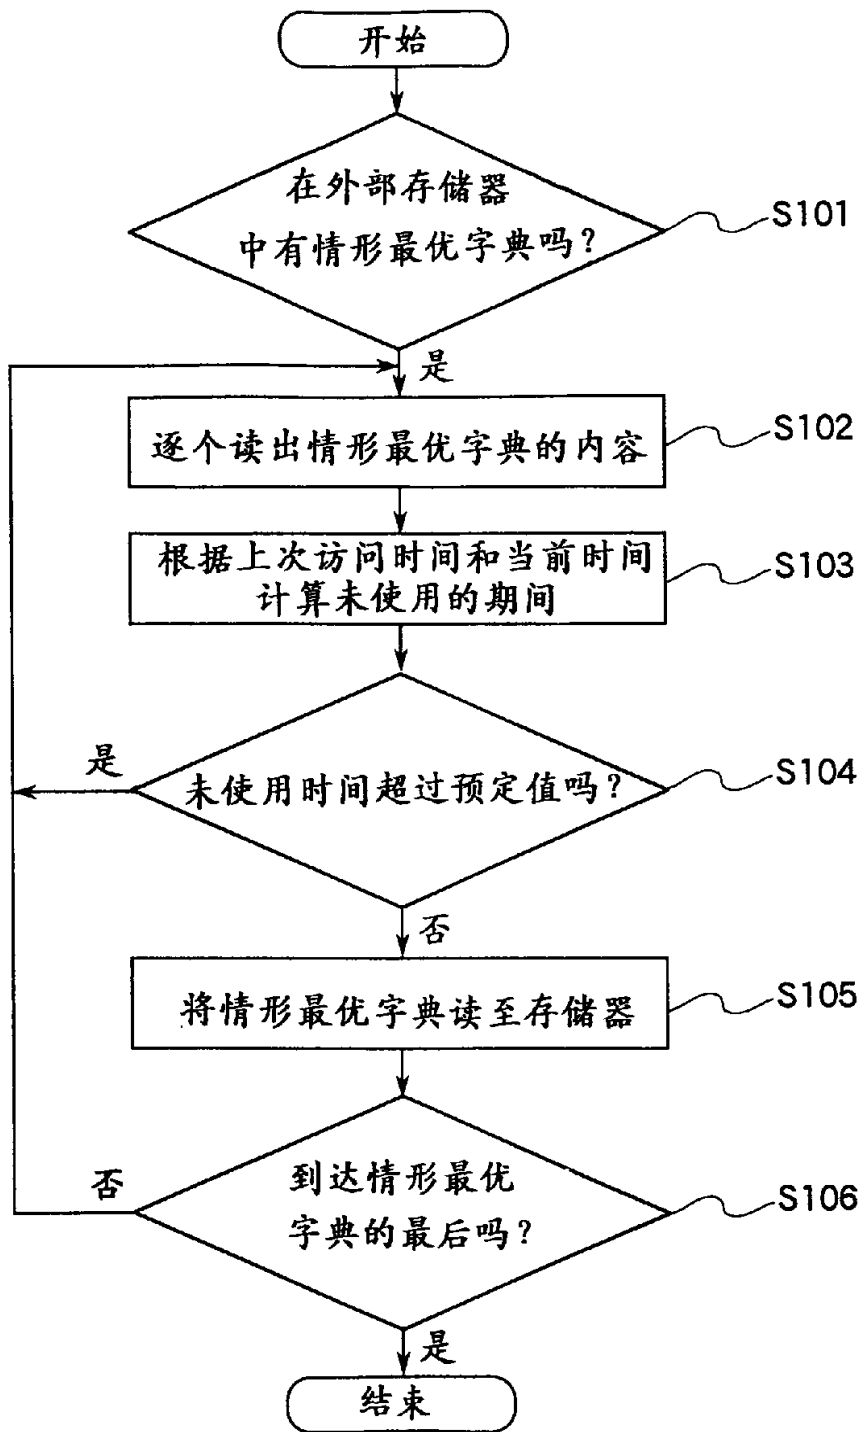 开始
在外部存储器
中有情形最优字典吗？
S101
是
逐个读出情形最优字典的内容
S102
根据上次访问时间和当前时间
计算未使用的期间
S103
是
未使用时间超过预定值吗？
S104
否
将情形最优字典读至存储器
S105
否
到达情形最优
字典的最后吗？
S106
是
结束